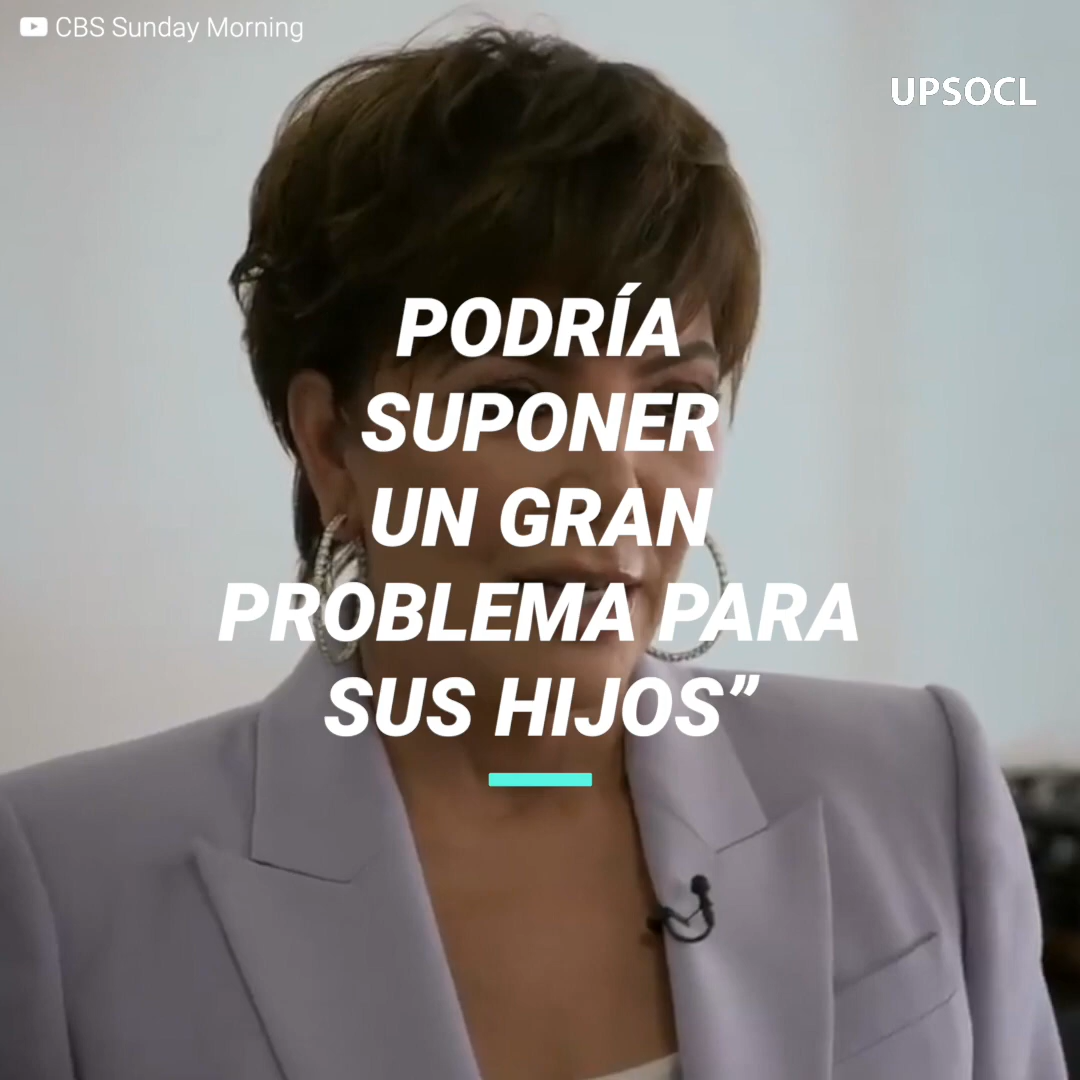 CBS Sunday Morning
UPSOCL
PODRÍA
SUPONER
UN GRAN
PROBLEMA PARA
SUS HIJOS”